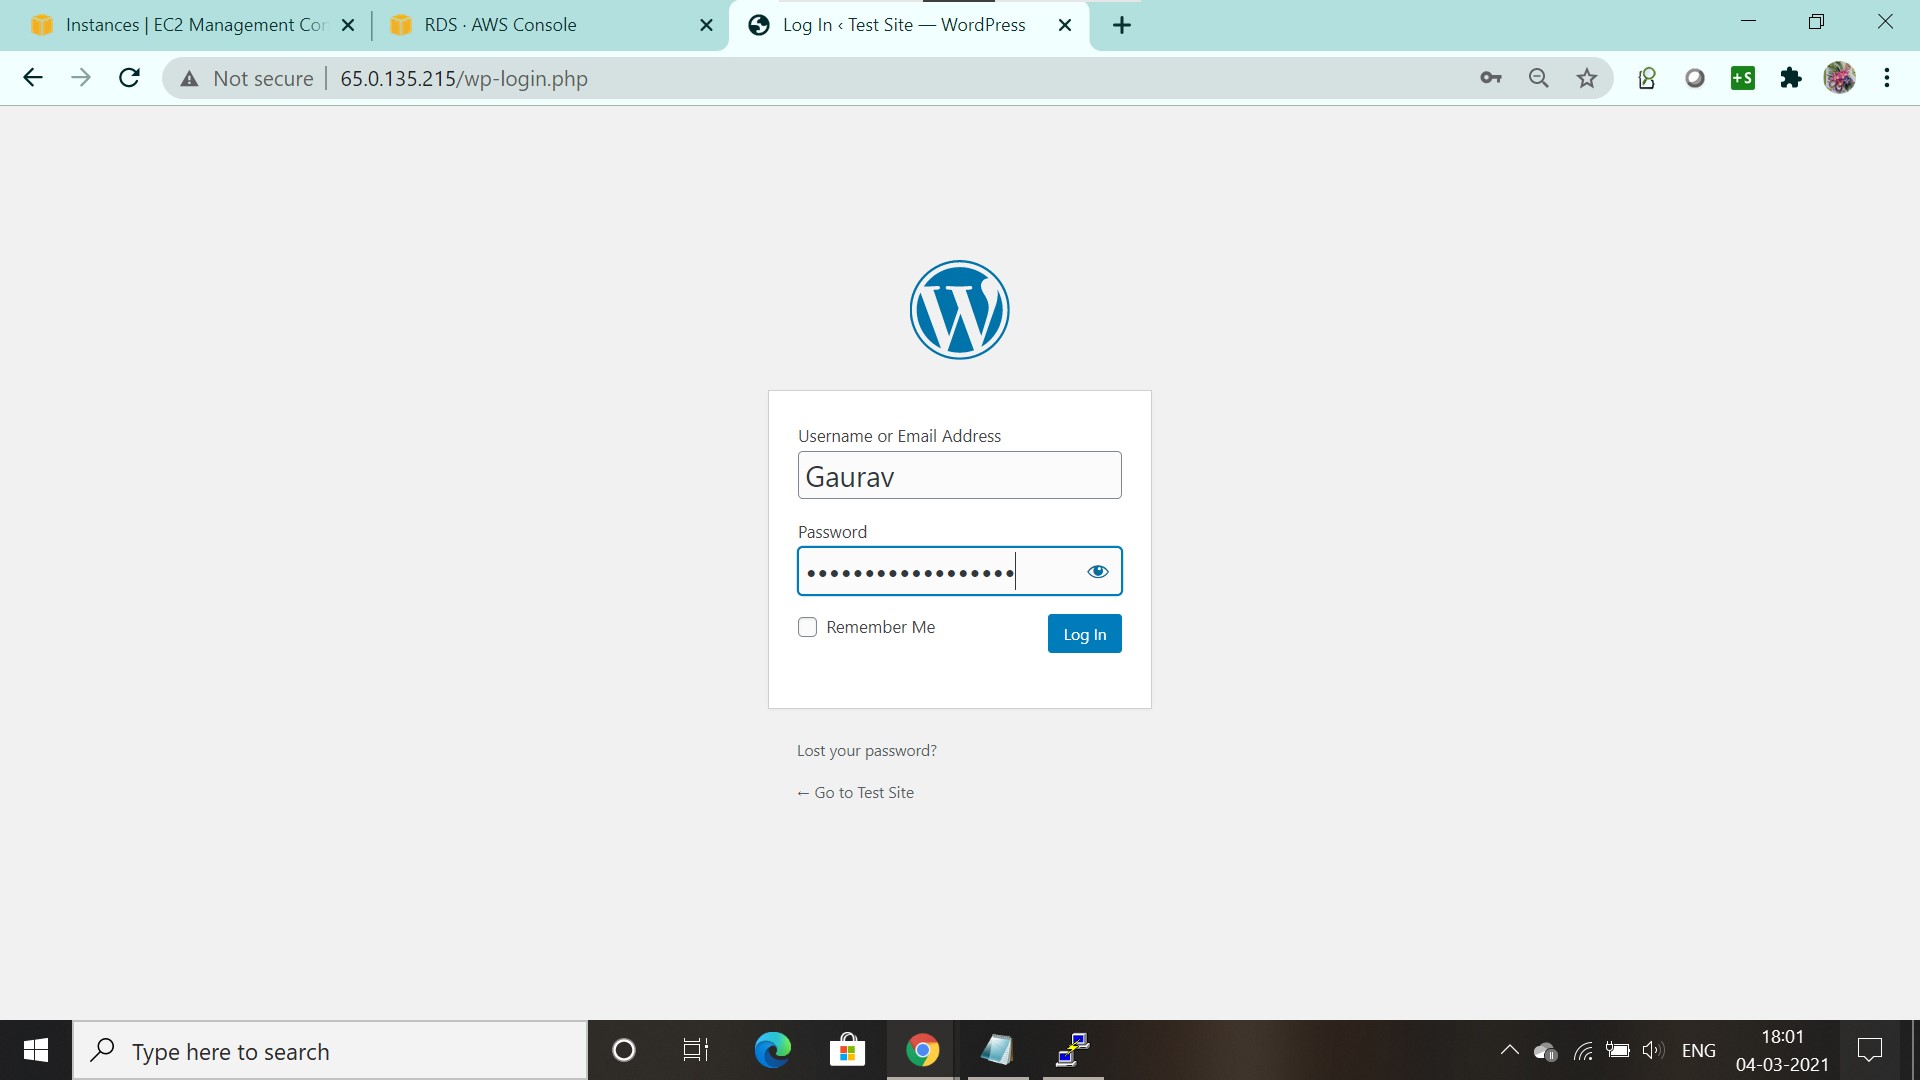 Instances | EC2 Management Con
RDS · AWS Console
Log In ‹ Test Site — WordPress
Not secure
65.0.135.215/wp-login.php
+S
Username or Email Address
Gaurav
Password
••••••••••••••••••
Remember Me
Log In
Lost your password?
← Go to Test Site
Type here to search
ENG
18:01
04-03-2021